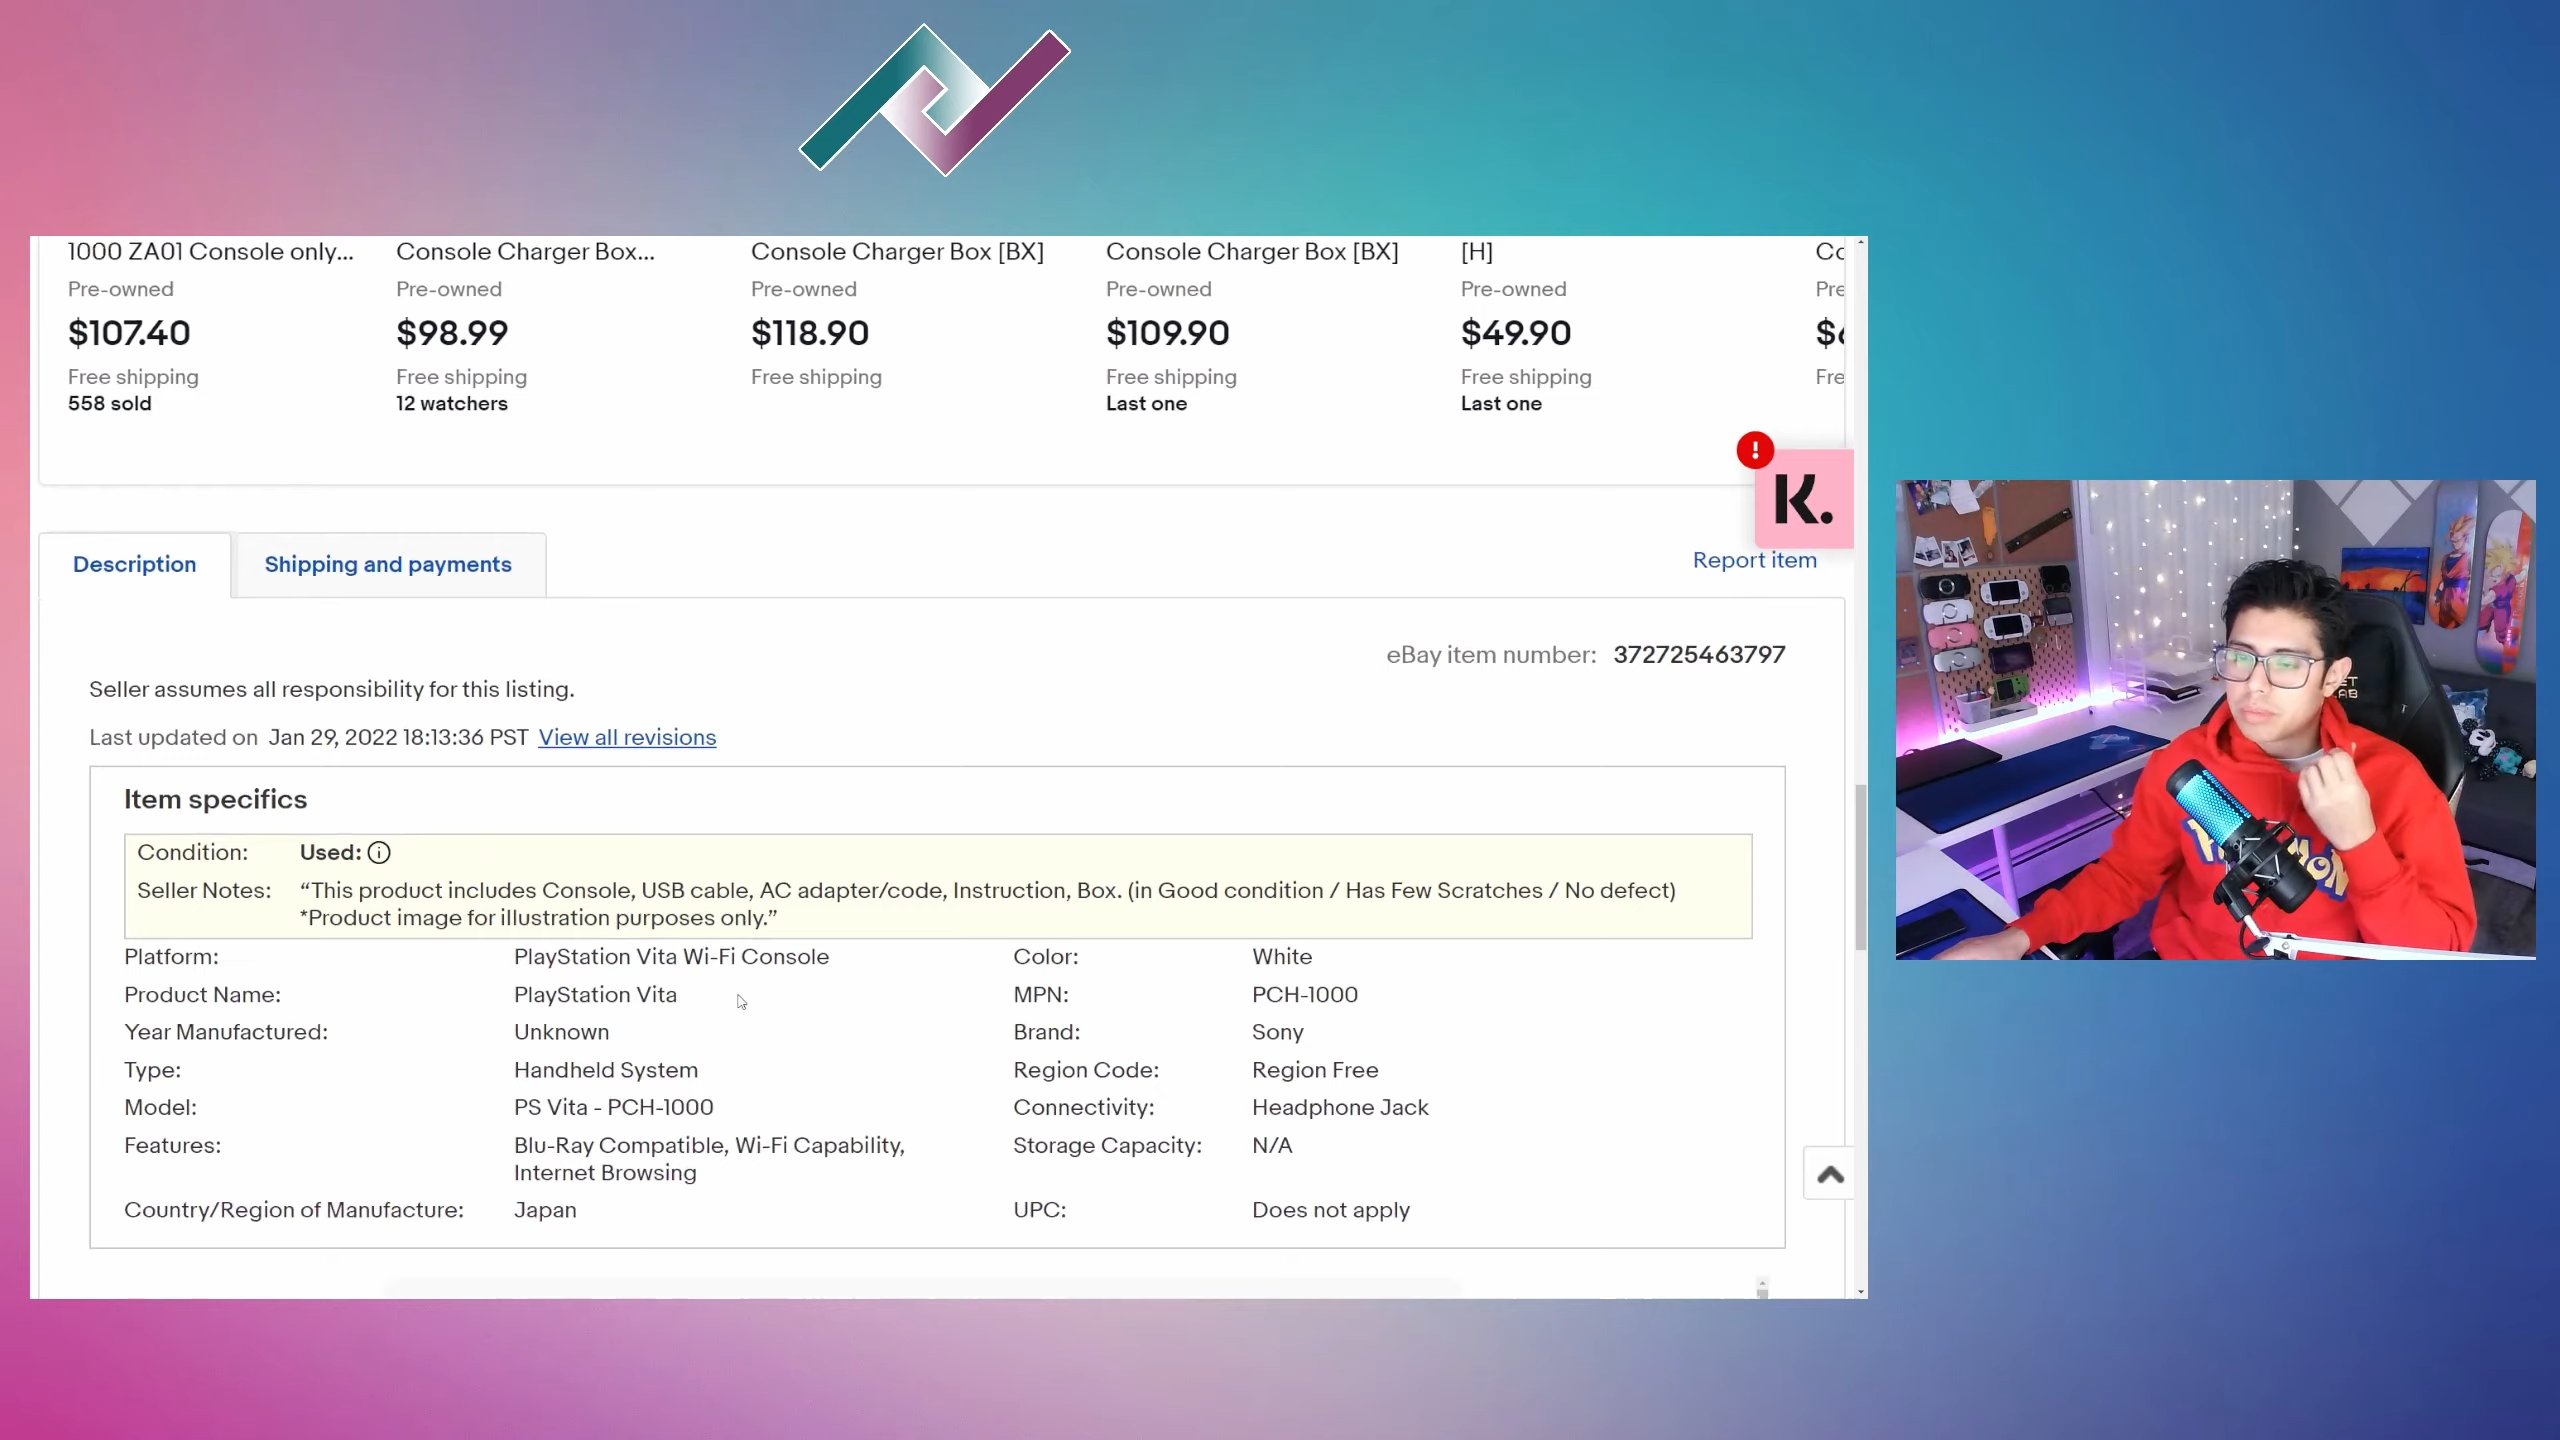 1000 ZA01 Console only... Console Charger Box... Console Charger Box [BX] Console Charger Box [BX] [H] Co
Pre-owned Pre-owned Pre-owned Pre-owned Pre-owned Pre
$107.40 $98.99 $118.90 $109.90 $49.90 $
Free shipping Free shipping Free shipping Free shipping Free shipping Fre
558 sold 12 watchers Last one Last one
!
K.
Description Shipping and payments Report item
eBay item number: 372725463797
Seller assumes all responsibility for this listing.
Last updated on Jan 29, 2022 18:13:36 PST View all revisions
Item specifics
Condition: Used:
Seller Notes: “This product includes Console, USB cable, AC adapter/code, Instruction, Box. (in Good condition / Has Few Scratches / No defect)
*Product image for illustration purposes only.”
Platform: PlayStation Vita Wi-Fi Console Color: White
Product Name: PlayStation Vita MPN: PCH-1000
Year Manufactured: Unknown Brand: Sony
Type: Handheld System Region Code: Region Free
Model: PS Vita - PCH-1000 Connectivity: Headphone Jack
Features: Blu-Ray Compatible, Wi-Fi Capability, Storage Capacity: N/A
Internet Browsing
Country/Region of Manufacture: Japan UPC: Does not apply